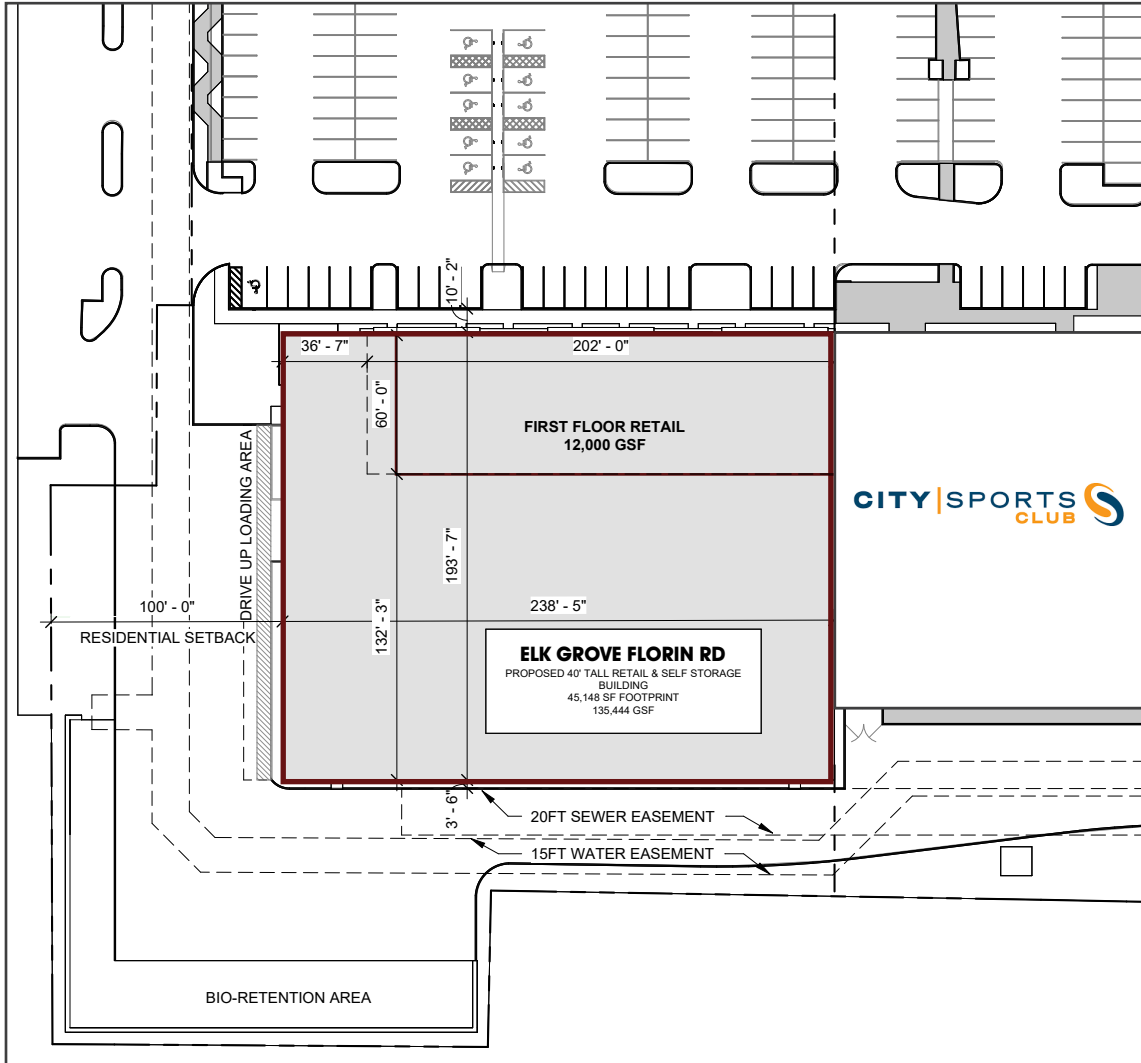 10' - 2"
36' - 7"
202' - 0"
60' - 0"
FIRST FLOOR RETAIL
12,000 GSF
DRIVE UP LOADING AREA
CITY|SPORTS
CLUB
193' - 7"
100' - 0"
RESIDENTIAL SETBACK
132' - 3"
238' - 5"
ELK GROVE FLORIN RD
PROPOSED 40' TALL RETAIL & SELF STORAGE
BUILDING
45,148 SF FOOTPRINT
135,444 GSF
3' - 6"
20FT SEWER EASEMENT
15FT WATER EASEMENT
BIO-RETENTION AREA